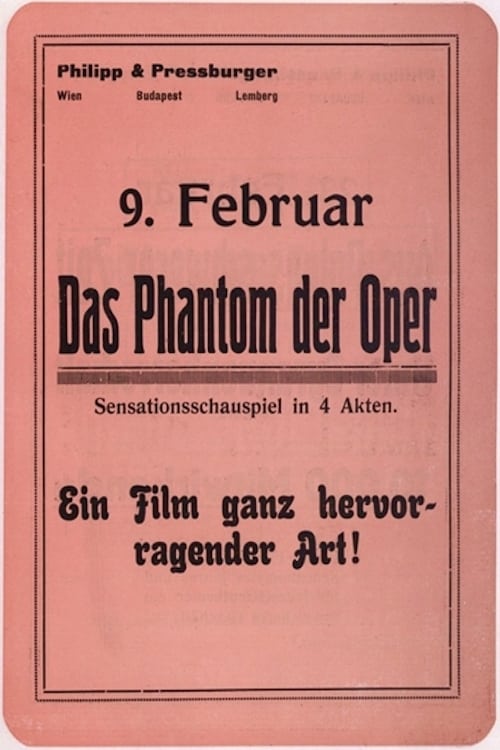 Philipp & Pressburger
Wien Budapest Lemberg
9. Februar
Das Phantom der Oper
Sensationsschauspiel in 4 Akten.
Ein Film ganz hervor-
ragender Art!